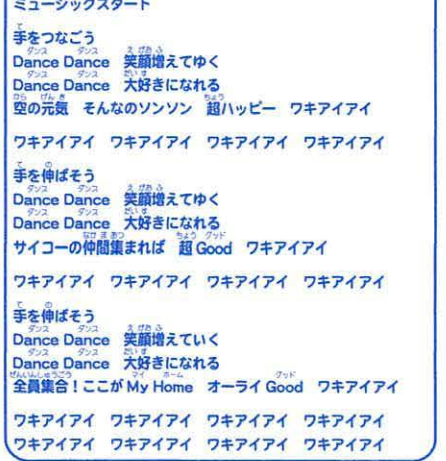 ミュージックスタート
手をつなごう
Dance Dance 笑顔増えてゆく
Dance Dance 大好きになれる
空の元気 そんなのソンソン 超ハッピー ワキアイアイ
ワキアイアイ ワキアイアイ ワキアイアイ ワキアイアイ
手を伸ばそう
Dance Dance 笑顔増えてゆく
Dance Dance 大好きになれる
サイコーの仲間集まれば 超 Good ワキアイアイ
ワキアイアイ ワキアイアイ ワキアイアイ ワキアイアイ
手を伸ばそう
Dance Dance 笑顔増えていく
Dance Dance 大好きになれる
全員集合!ここが My Home オーライ Good ワキアイアイ
ワキアイアイ ワキアイアイ ワキアイアイ ワキアイアイ
ワキアイアイ ワキアイアイ ワキアイアイ ワキアイアイ